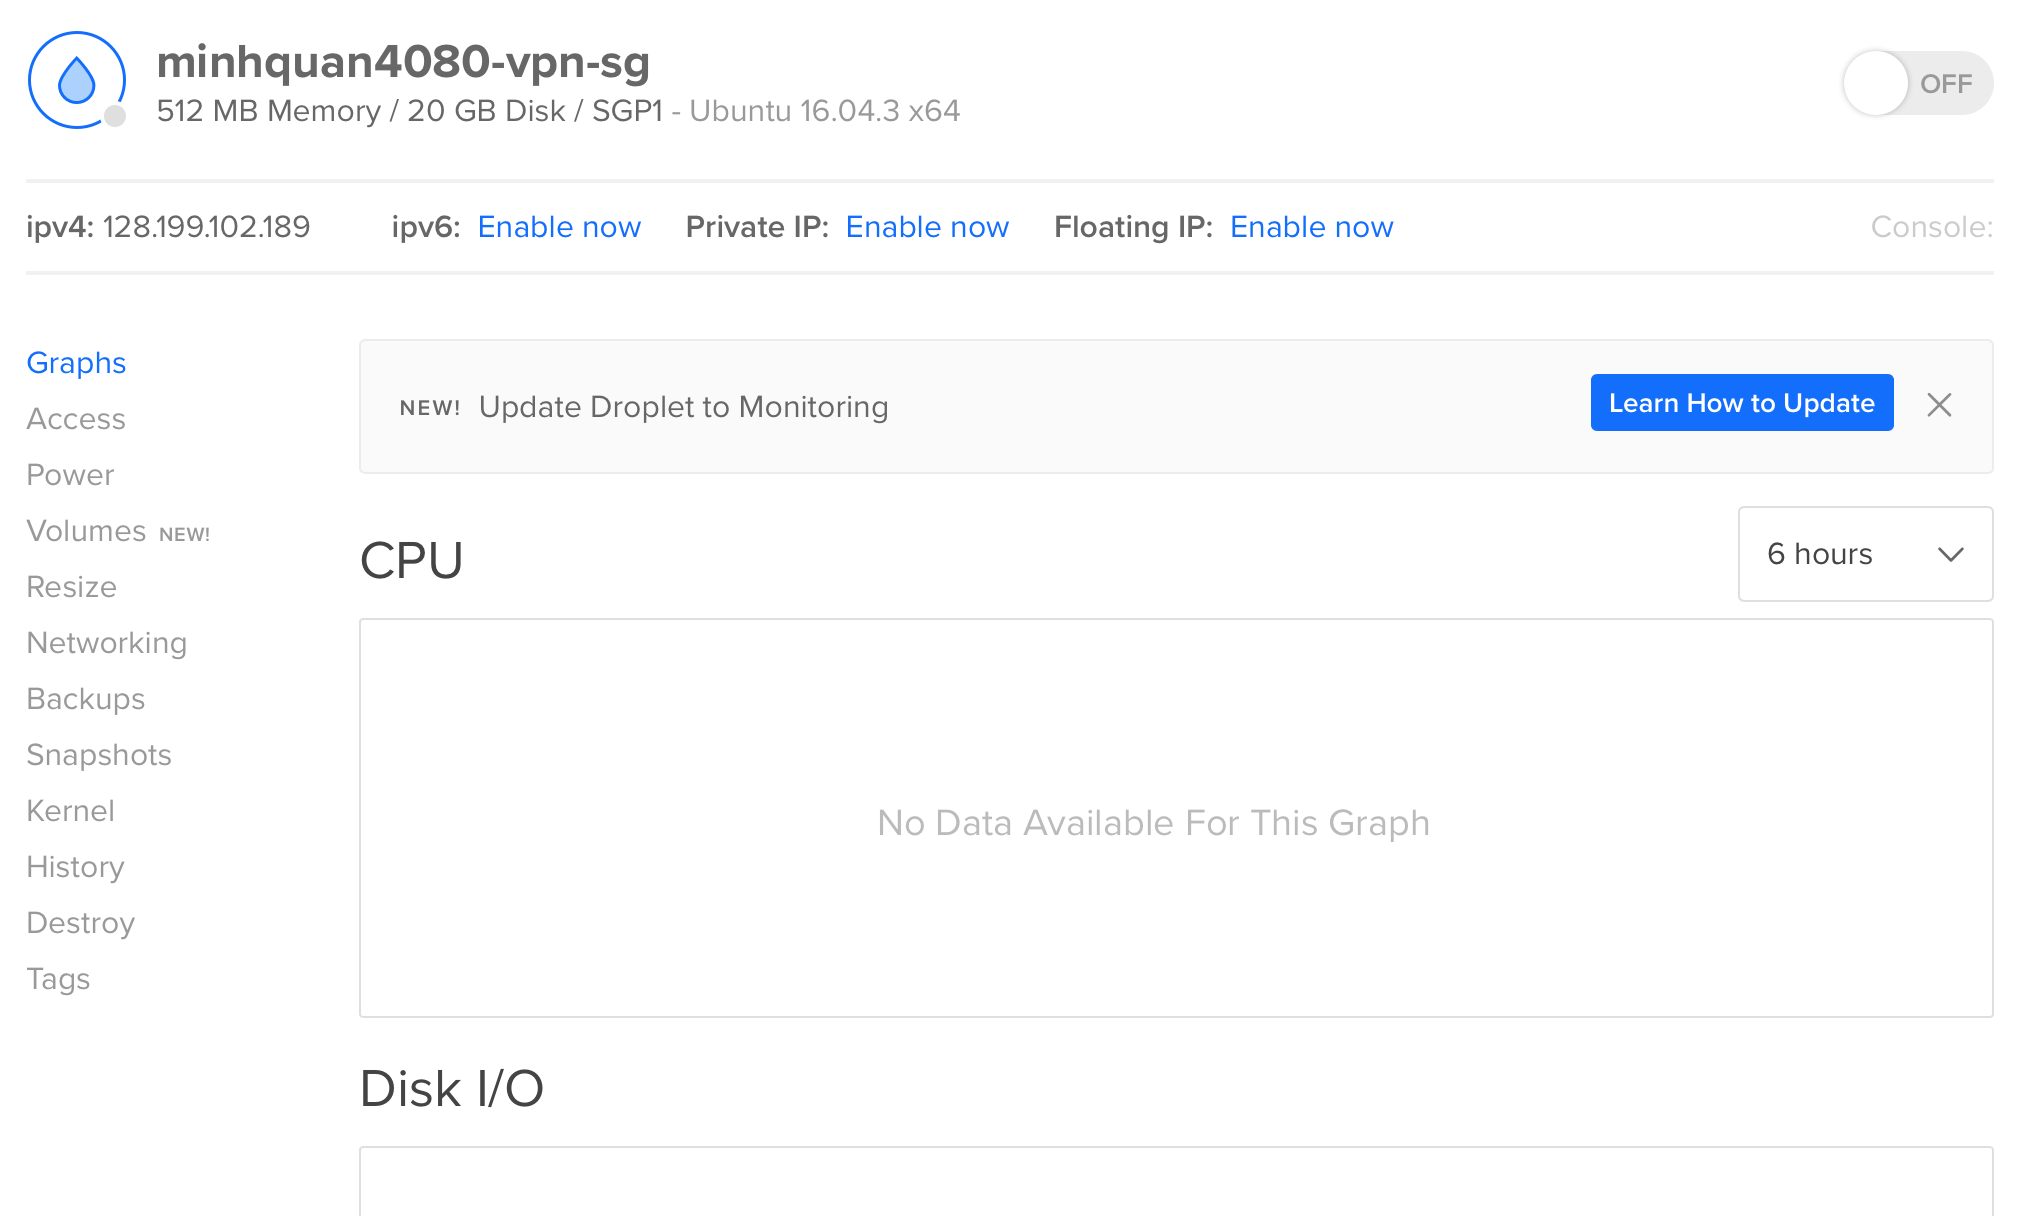 minhquan4080-vpn-sg
512 MB Memory / 20 GB Disk / SGP1 - Ubuntu 16.04.3 x64
OFF
ipv4: 128.199.102.189 ipv6: Enable now Private IP: Enable now Floating IP: Enable now Console:
Graphs
Access
Power
Volumes NEW!
Resize
Networking
Backups
Snapshots
Kernel
History
Destroy
Tags
NEW! Update Droplet to Monitoring
Learn How to Update
CPU
6 hours
No Data Available For This Graph
Disk I/O